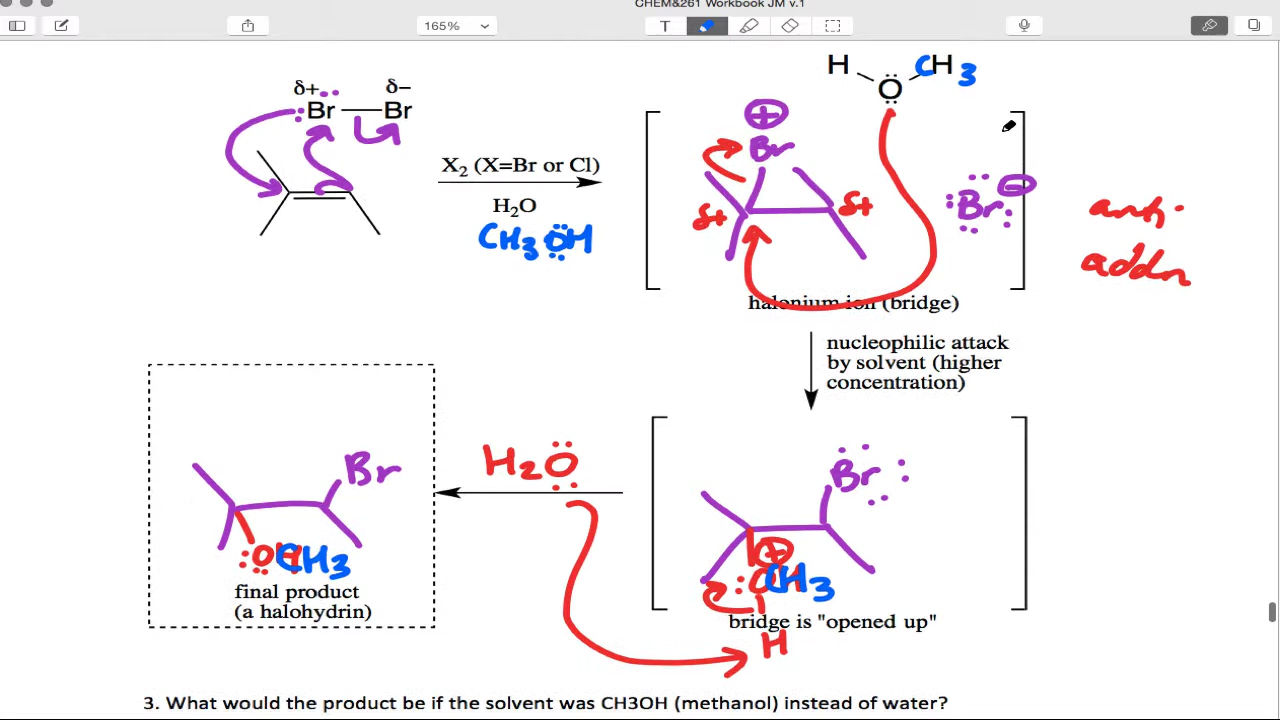 CHEM&261 Workbook JM v.1
165%
T
δ+ δ−
:Br—Br
X₂ (X=Br or Cl)
H₂O
CH3 OH
H O CH3
+
Br
δ+ δ+
Br −
halonium ion (bridge)
anti
addn
nucleophilic attack
by solvent (higher
concentration)
Br
+
OCH3
H
bridge is "opened up"
H2O
Br
OCH3
final product
(a halohydrin)
3. What would the product be if the solvent was CH3OH (methanol) instead of water?